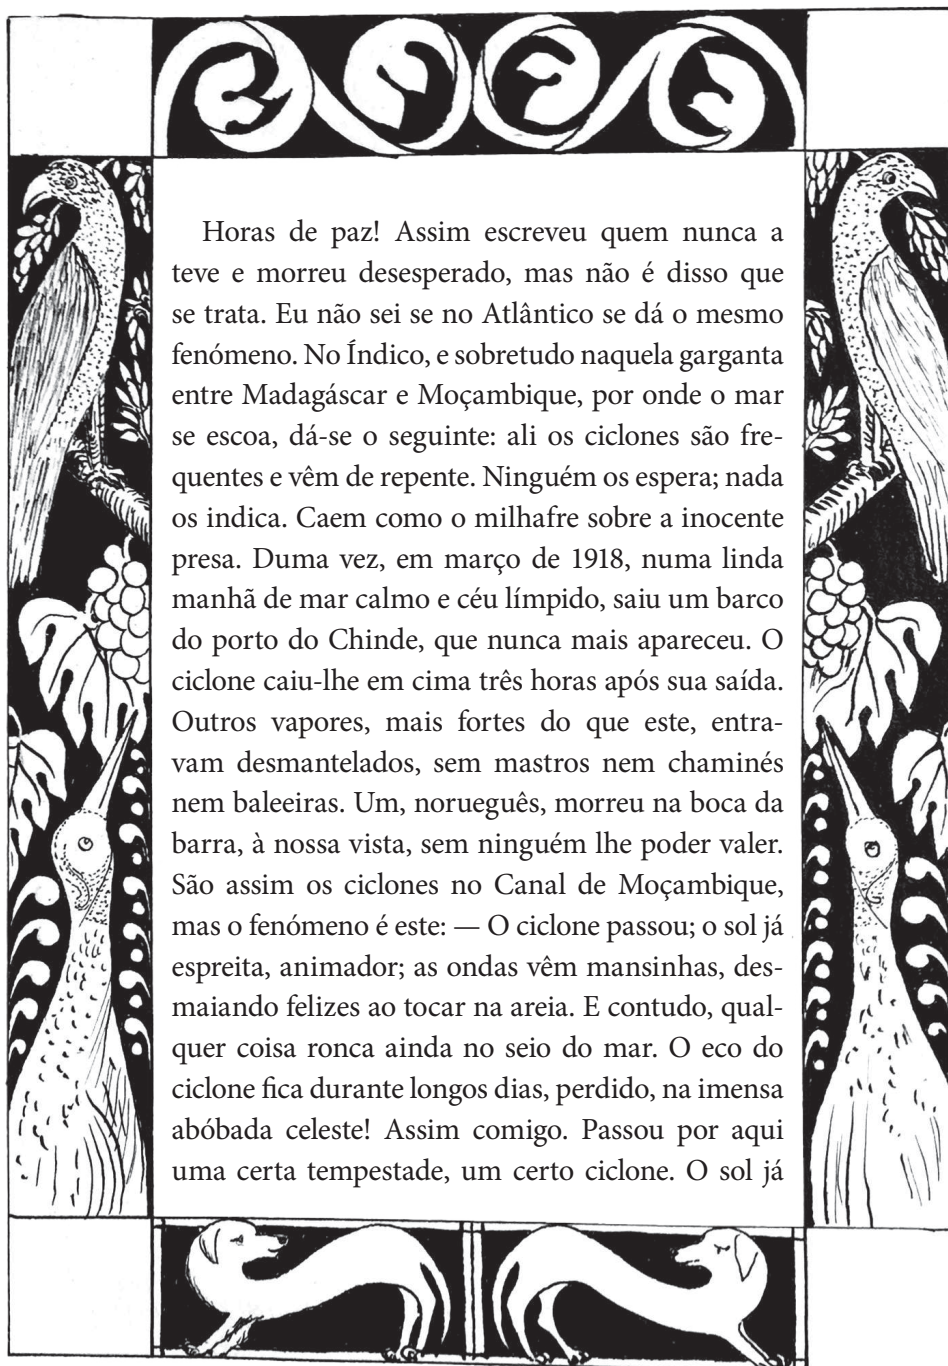 Horas de paz! Assim escreveu quem nunca a
teve e morreu desesperado, mas não é disso que
se trata. Eu não sei se no Atlântico se dá o mesmo
fenómeno. No Índico, e sobretudo naquela garganta
entre Madagáscar e Moçambique, por onde o mar
se escoa, dá-se o seguinte: ali os ciclones são fre-
quentes e vêm de repente. Ninguém os espera; nada
os indica. Caem como o milhafre sobre a inocente
presa. Duma vez, em março de 1918, numa linda
manhã de mar calmo e céu límpido, saiu um barco
do porto do Chinde, que nunca mais apareceu. O
ciclone caiu-lhe em cima três horas após sua saída.
Outros vapores, mais fortes do que este, entra-
vam desmantelados, sem mastros nem chaminés
nem baleeiras. Um, norueguês, morreu na boca da
barra, à nossa vista, sem ninguém lhe poder valer.
São assim os ciclones no Canal de Moçambique,
mas o fenómeno é este: — O ciclone passou; o sol já
espreita, animador; as ondas vêm mansinhas, des-
maiando felizes ao tocar na areia. E contudo, qual-
quer coisa ronca ainda no seio do mar. O eco do
ciclone fica durante longos dias, perdido, na imensa
abóbada celeste! Assim comigo. Passou por aqui
uma certa tempestade, um certo ciclone. O sol já